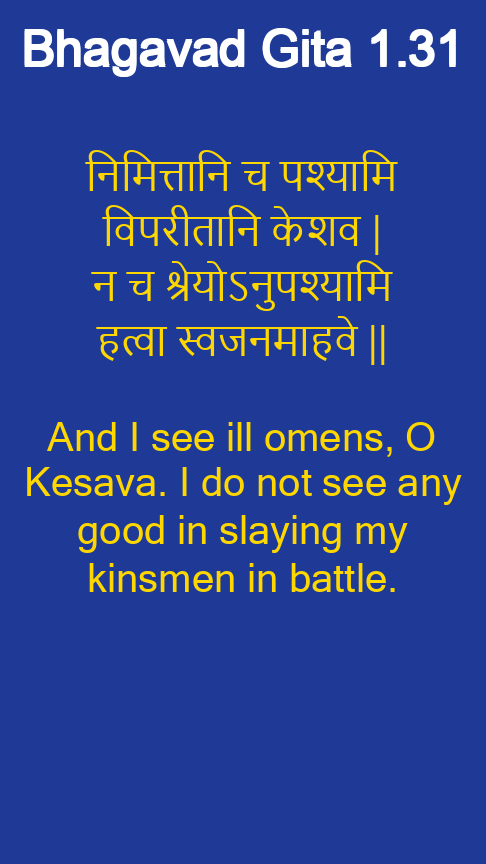 Bhagavad Gita 1.31
निमित्तानि च पश्यामि
विपरीतानि केशव |
न च श्रेयोऽनुपश्यामि
हत्वा स्वजनमाहवे ||
And I see ill omens, O
Kesava. I do not see any
good in slaying my
kinsmen in battle.